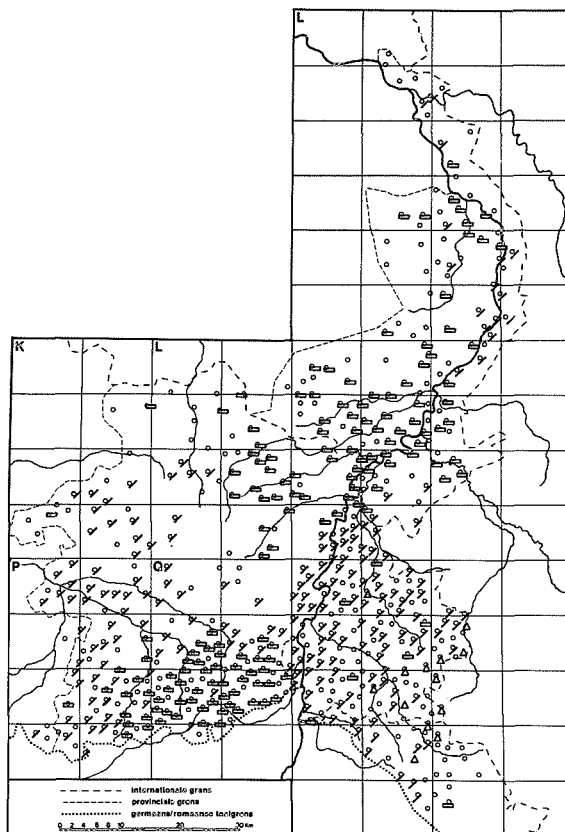 L
K
L
P
Q
internationale grens
provinciale grens
germaans/romaanse taalgrens
0 2 4 6 8 10 20 30 Km